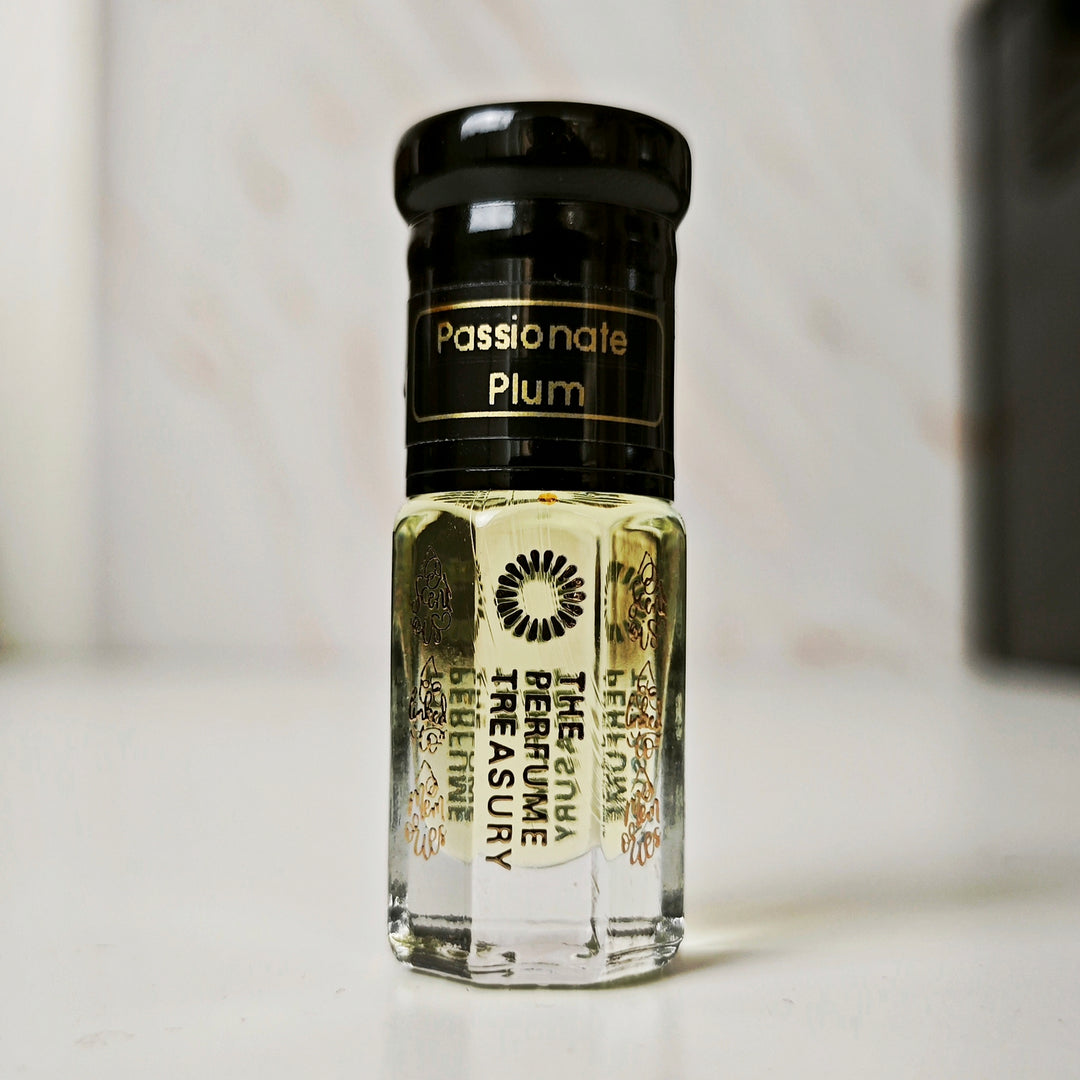 Passionate
Plum
THE
PERFUME
TREASURY